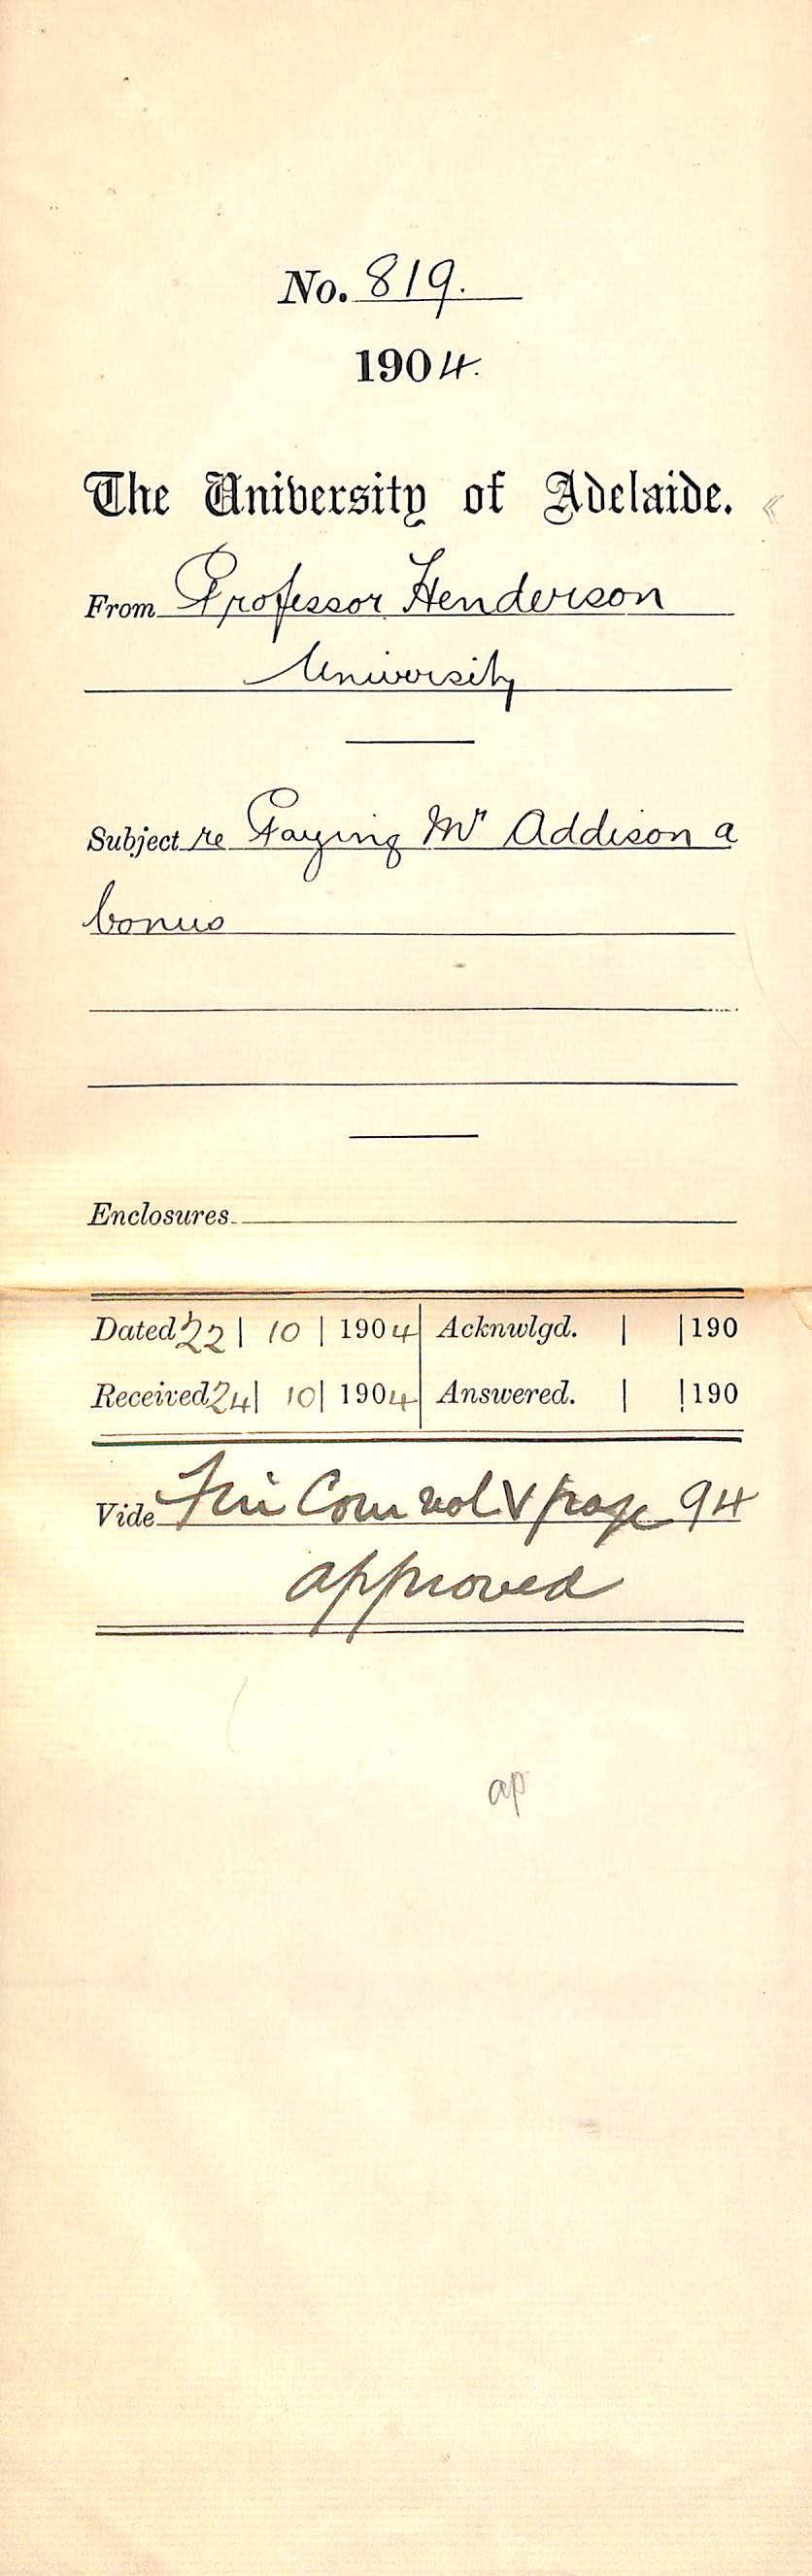 No. 819.
1904.
The University of Adelaide.
From Professor Henderson
University
Subject re Paying Mr Addison a
bonus
Enclosures
Dated 22 | 10 | 1904 | Acknwlgd. | | 190
Received 24 | 10 | 1904 | Answered. | | 190
Vide Fin Com vol V page 94
approved
ap